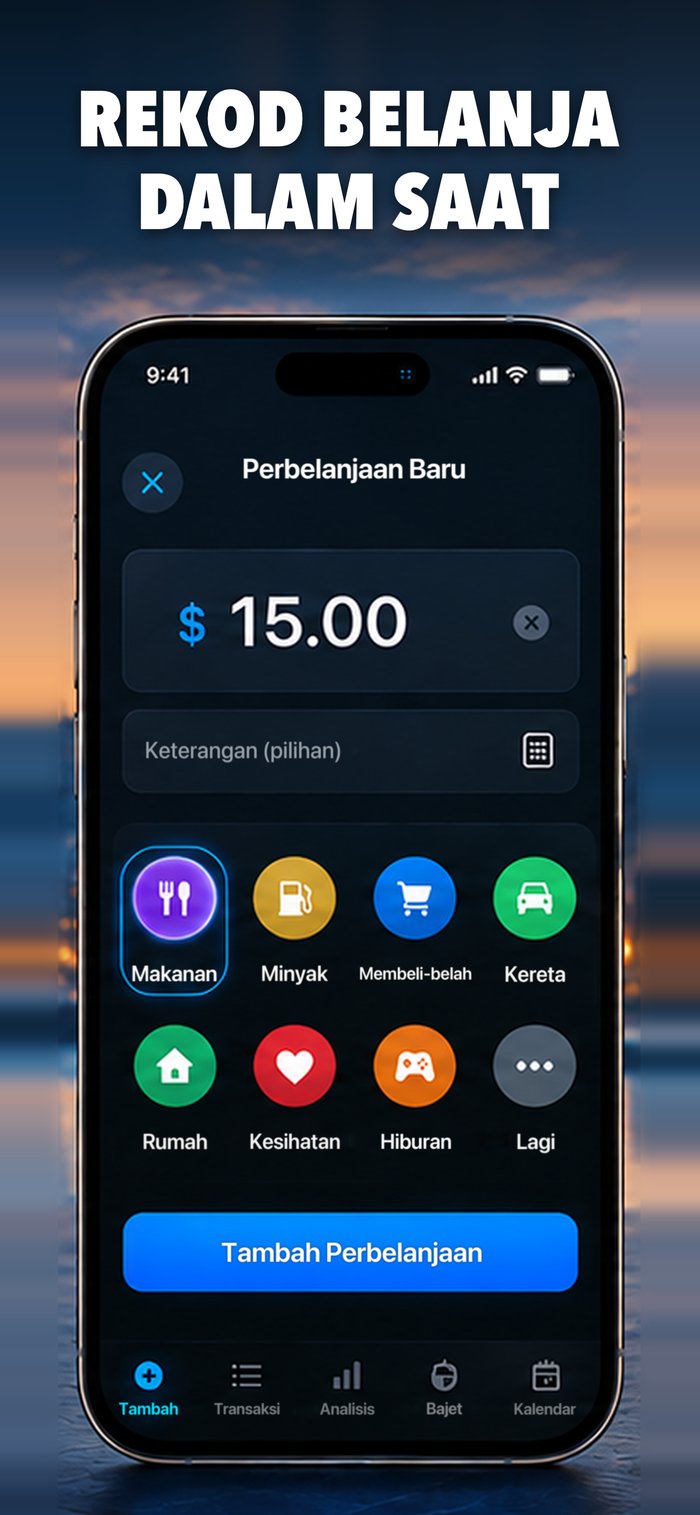 REKOD BELANJA
DALAM SAAT
9:41
Perbelanjaan Baru
$ 15.00
Keterangan (pilihan)
Makanan Minyak Membeli-belah Kereta
Rumah Kesihatan Hiburan Lagi
Tambah Perbelanjaan
Tambah Transaksi Analisis Bajet Kalendar